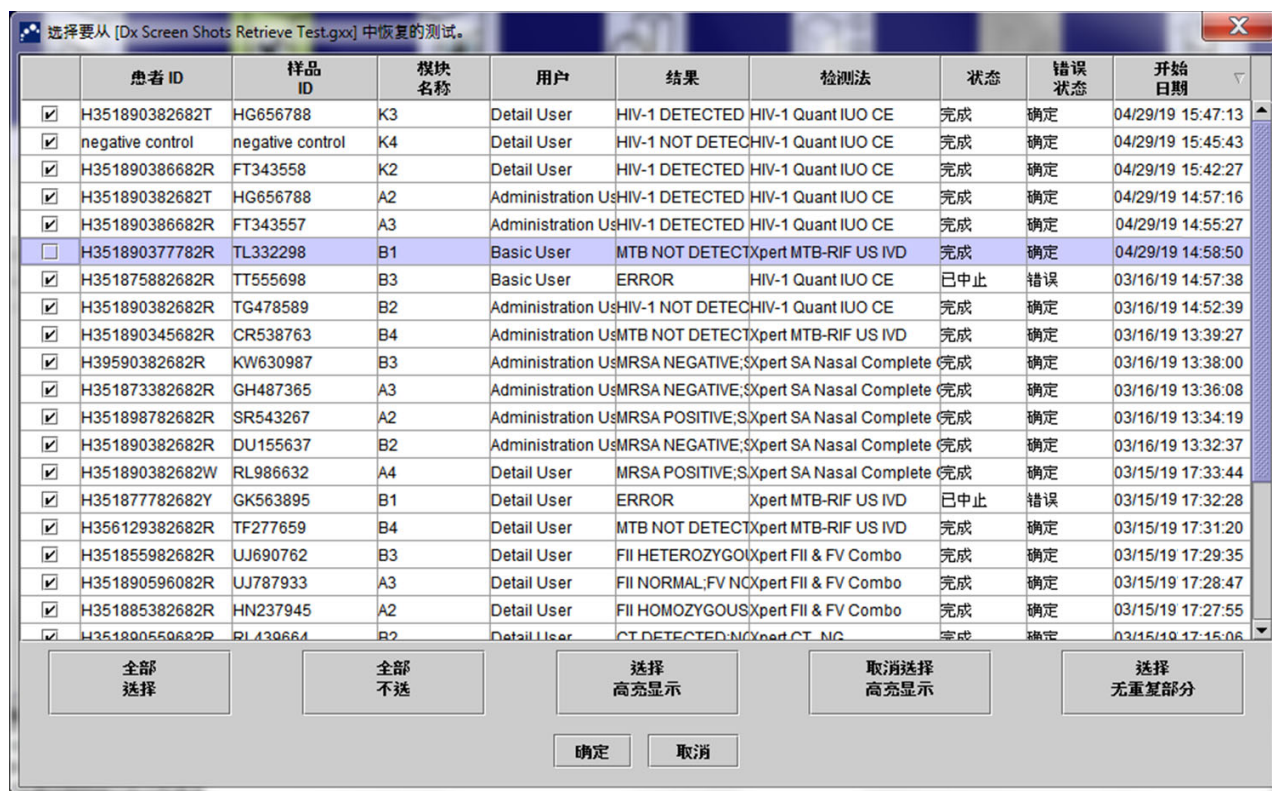 选择要从 [Dx Screen Shots Retrieve Test.gxx] 中恢复的测试。
患者 ID 样品 ID 模块 名称 用户 结果 检测法 状态 错误 状态 开始 日期
H351890382682T HG656788 K3 Detail User HIV-1 DETECTED HIV-1 Quant IUO CE 完成 确定 04/29/19 15:47:13
negative control negative control K4 Detail User HIV-1 NOT DETEC HIV-1 Quant IUO CE 完成 确定 04/29/19 15:45:43
H351890386682R FT343558 K2 Detail User HIV-1 DETECTED HIV-1 Quant IUO CE 完成 确定 04/29/19 15:42:27
H351890382682T HG656788 A2 Administration Us HIV-1 DETECTED HIV-1 Quant IUO CE 完成 确定 04/29/19 14:57:16
H351890386682R FT343557 A3 Administration Us HIV-1 DETECTED HIV-1 Quant IUO CE 完成 确定 04/29/19 14:55:27
H351890377782R TL332298 B1 Basic User MTB NOT DETECT Xpert MTB-RIF US IVD 完成 确定 04/29/19 14:58:50
H351875882682R TT555698 B3 Basic User ERROR HIV-1 Quant IUO CE 已中止 错误 03/16/19 14:57:38
H351890382682R TG478589 B2 Administration Us HIV-1 NOT DETEC HIV-1 Quant IUO CE 完成 确定 03/16/19 14:52:39
H351890345682R CR538763 B4 Administration Us MTB NOT DETECT Xpert MTB-RIF US IVD 完成 确定 03/16/19 13:39:27
H39590382682R KW630987 B3 Administration Us MRSA NEGATIVE;S Xpert SA Nasal Complete 完成 确定 03/16/19 13:38:00
H351873382682R GH487365 A3 Administration Us MRSA NEGATIVE;S Xpert SA Nasal Complete 完成 确定 03/16/19 13:36:08
H351898782682R SR543267 A2 Administration Us MRSA POSITIVE;S Xpert SA Nasal Complete 完成 确定 03/16/19 13:34:19
H351890382682R DU155637 B2 Administration Us MRSA NEGATIVE;S Xpert SA Nasal Complete 完成 确定 03/16/19 13:32:37
H351890382682W RL986632 A4 Detail User MRSA POSITIVE;S Xpert SA Nasal Complete 完成 确定 03/15/19 17:33:44
H351877782682Y GK563895 B1 Detail User ERROR Xpert MTB-RIF US IVD 已中止 错误 03/15/19 17:32:28
H356129382682R TF277659 B4 Detail User MTB NOT DETECT Xpert MTB-RIF US IVD 完成 确定 03/15/19 17:31:20
H351855982682R UJ690762 B3 Detail User FII HETEROZYGOU Xpert FII & FV Combo 完成 确定 03/15/19 17:29:35
H351890596082R UJ787933 A3 Detail User FII NORMAL;FV NO Xpert FII & FV Combo 完成 确定 03/15/19 17:28:47
H351885382682R HN237945 A2 Detail User FII HOMOZYGOUS Xpert FII & FV Combo 完成 确定 03/15/19 17:27:55
H351890559682R RL439664 B2 Detail User CT DETECTED;NG Xpert CT_NG 完成 确定 03/15/19 17:15:06
全部 选择 全部 不选 选择 高亮显示 取消选择 高亮显示 选择 无重复部分
确定 取消